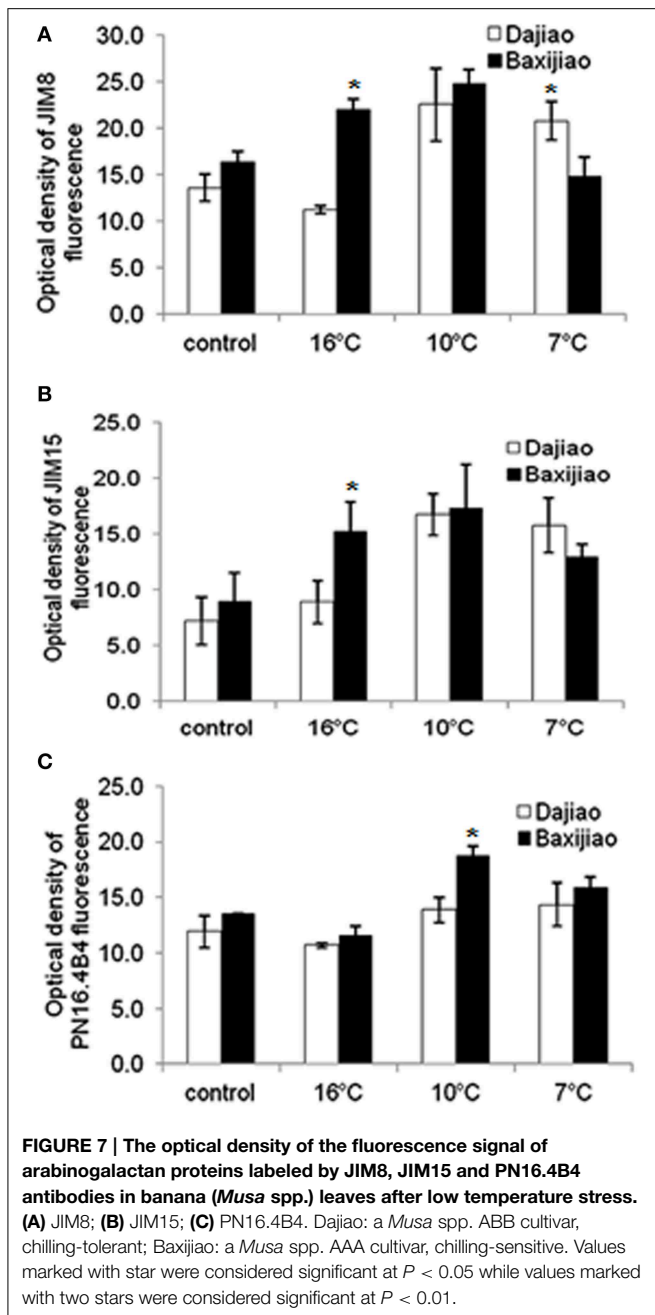 A
Optical density of JIM8
fluorescence
30.0
25.0
20.0
15.0
10.0
5.0
0.0
Dajiao
Baxijiao
*
*
control 16°C 10°C 7°C
B
Optical density of JIM15
fluorescence
25.0
20.0
15.0
10.0
5.0
0.0
Dajiao
Baxijiao
*
control 16°C 10°C 7°C
C
Optical density of
PN16.4B4 fluorescence
25.0
20.0
15.0
10.0
5.0
0.0
Dajiao
Baxijiao
*
control 16°C 10°C 7°C
FIGURE 7 | The optical density of the fluorescence signal of
arabinogalactan proteins labeled by JIM8, JIM15 and PN16.4B4
antibodies in banana (Musa spp.) leaves after low temperature stress.
(A) JIM8; (B) JIM15; (C) PN16.4B4. Dajiao: a Musa spp. ABB cultivar,
chilling-tolerant; Baxijiao: a Musa spp. AAA cultivar, chilling-sensitive. Values
marked with star were considered significant at P < 0.05 while values marked
with two stars were considered significant at P < 0.01.